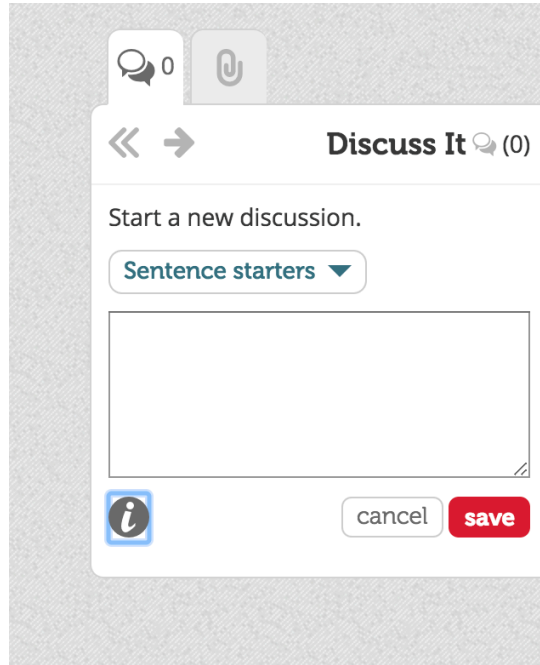 0
Discuss It (0)
Start a new discussion.
Sentence starters
i
cancel save